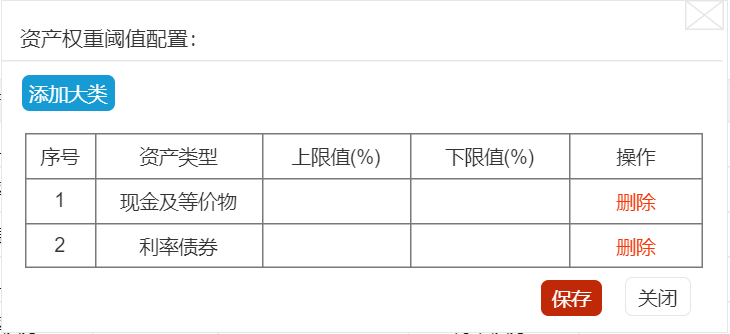 资产权重阈值配置：
添加大类
序号 资产类型 上限值(%) 下限值(%) 操作
1 现金及等价物 删除
2 利率债券 删除
保存 关闭